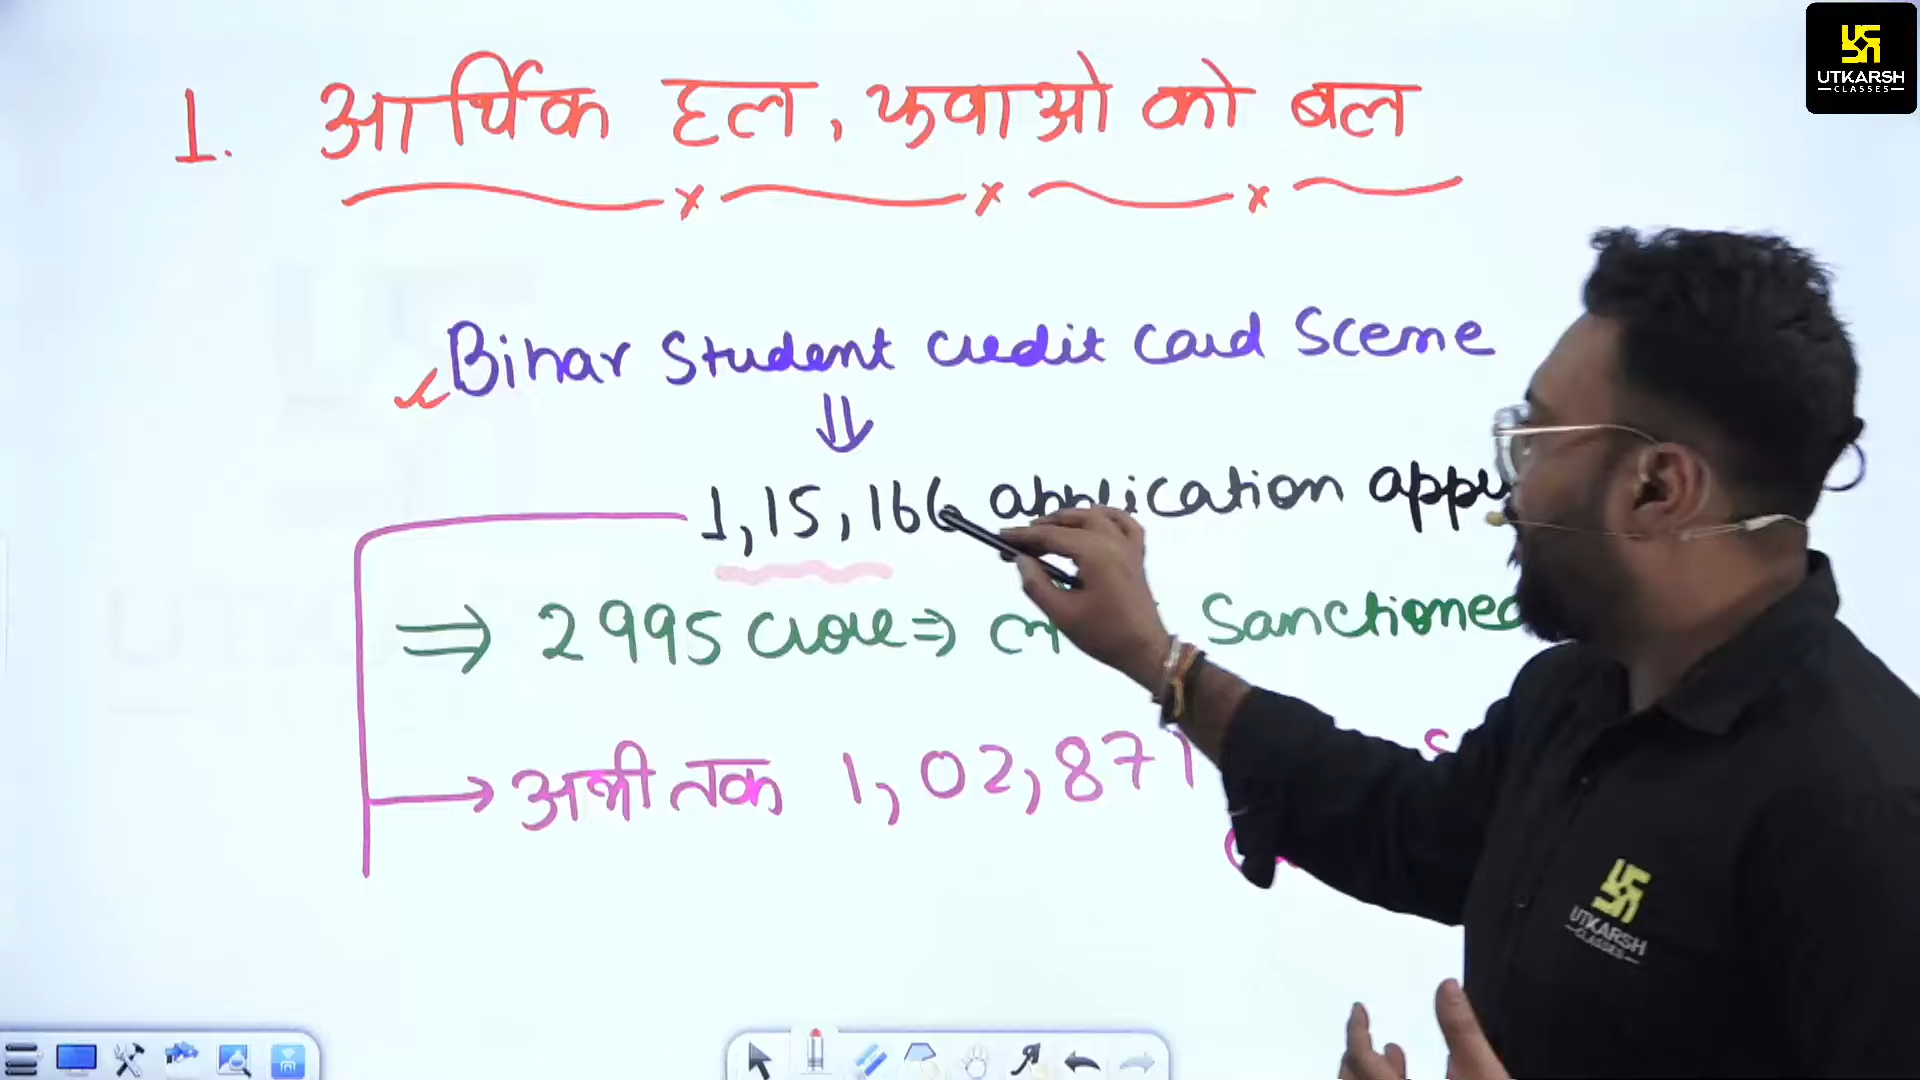 UTKARSH
CLASSES
1. आर्थिक हल, युवाओ को बल
Bihar Student credit card Sceme
1,15,166 application
⇒ 2995 crore ⇒ Sanctioned
→ अभी तक 1,02,871
UTKARSH
CLASSES